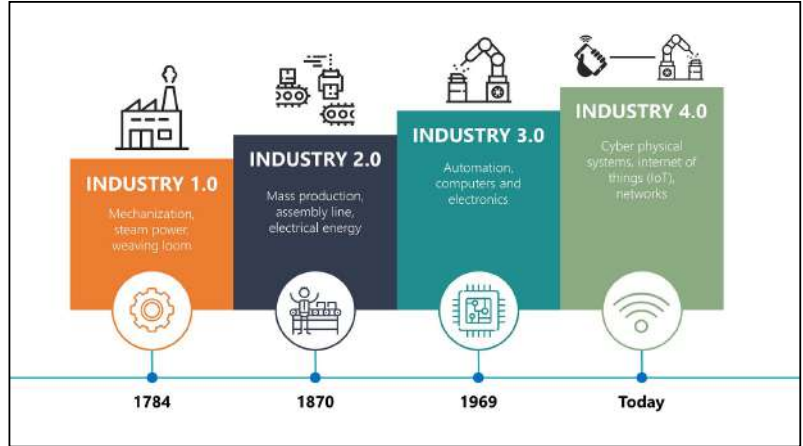 INDUSTRY 1.0
Mechanization,
steam power,
weaving loom
INDUSTRY 2.0
Mass production,
assembly line,
electrical energy
INDUSTRY 3.0
Automation,
computers and
electronics
INDUSTRY 4.0
Cyber physical
systems, internet of
things (IoT),
networks
1784
1870
1969
Today